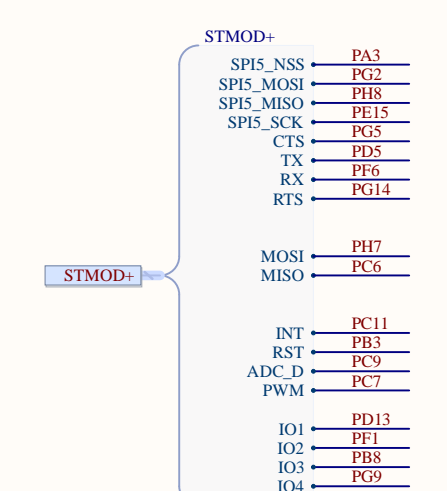 STMOD+
SPI5_NSS PA3
SPI5_MOSI PG2
SPI5_MISO PH8
SPI5_SCK PE15
CTS PG5
TX PD5
RX PF6
RTS PG14
MOSI PH7
STMOD+
MISO PC6
INT PC11
RST PB3
ADC_D PC9
PWM PC7
IO1 PD13
IO2 PF1
IO3 PB8
IO4 PG9